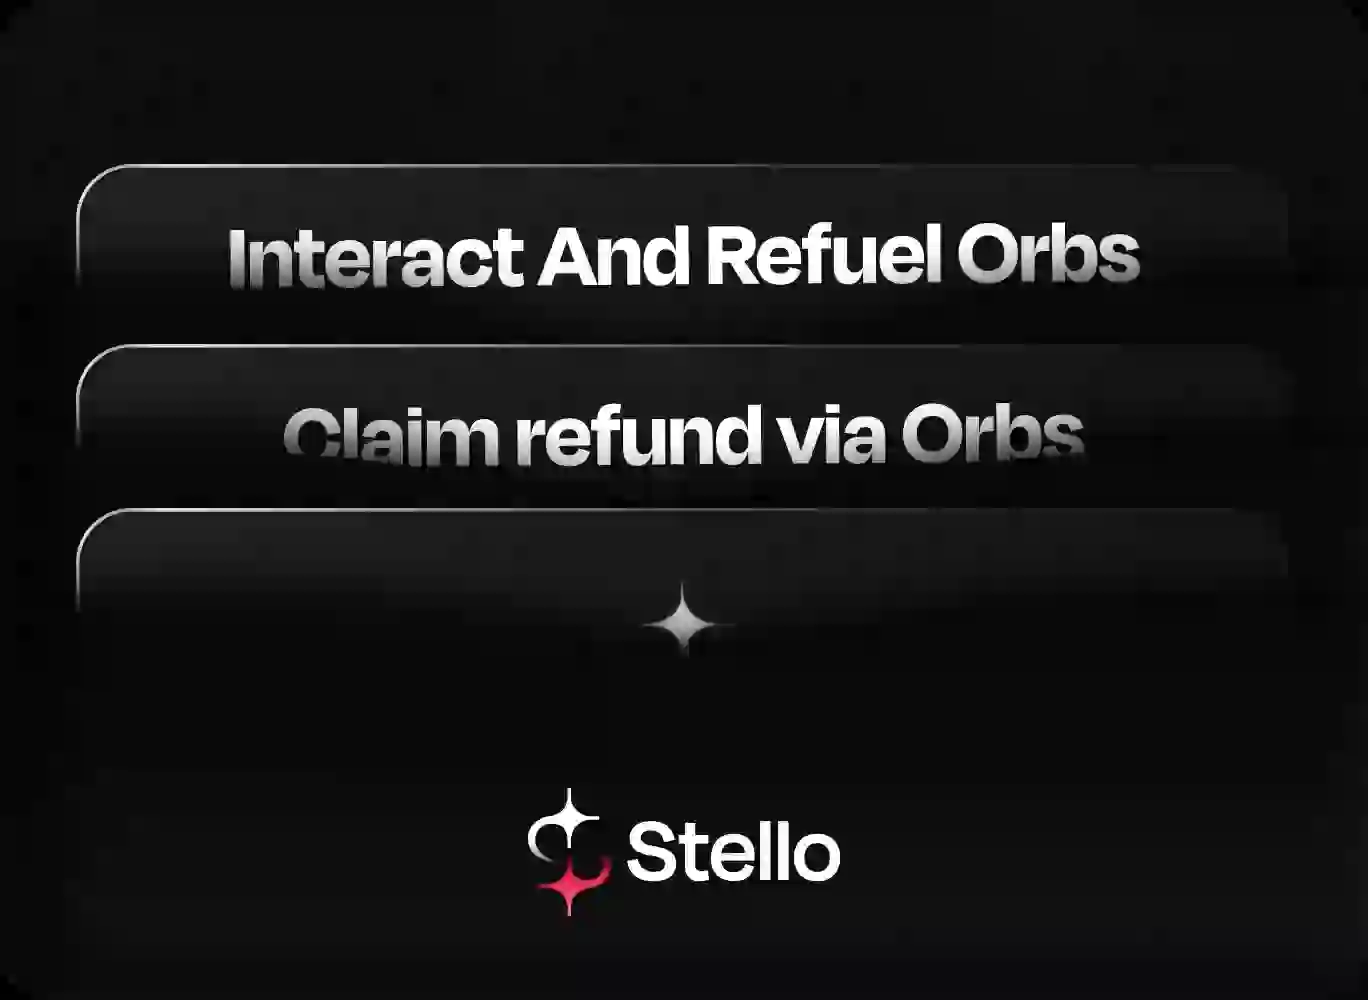 Interact And Refuel Orbs
Claim refund via Orbs
Stello